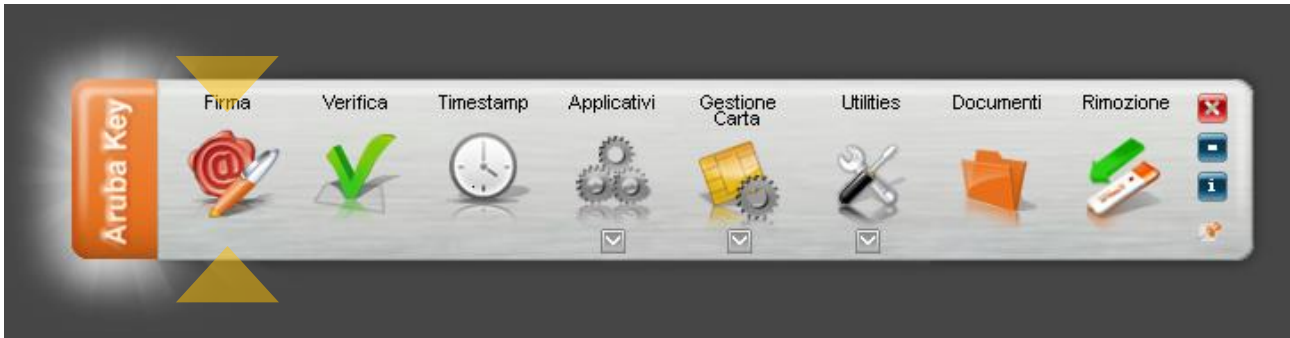 Aruba Key
Firma
Verifica
Timestamp
Applicativi
Gestione
Carta
Utilities
Documenti
Rimozione